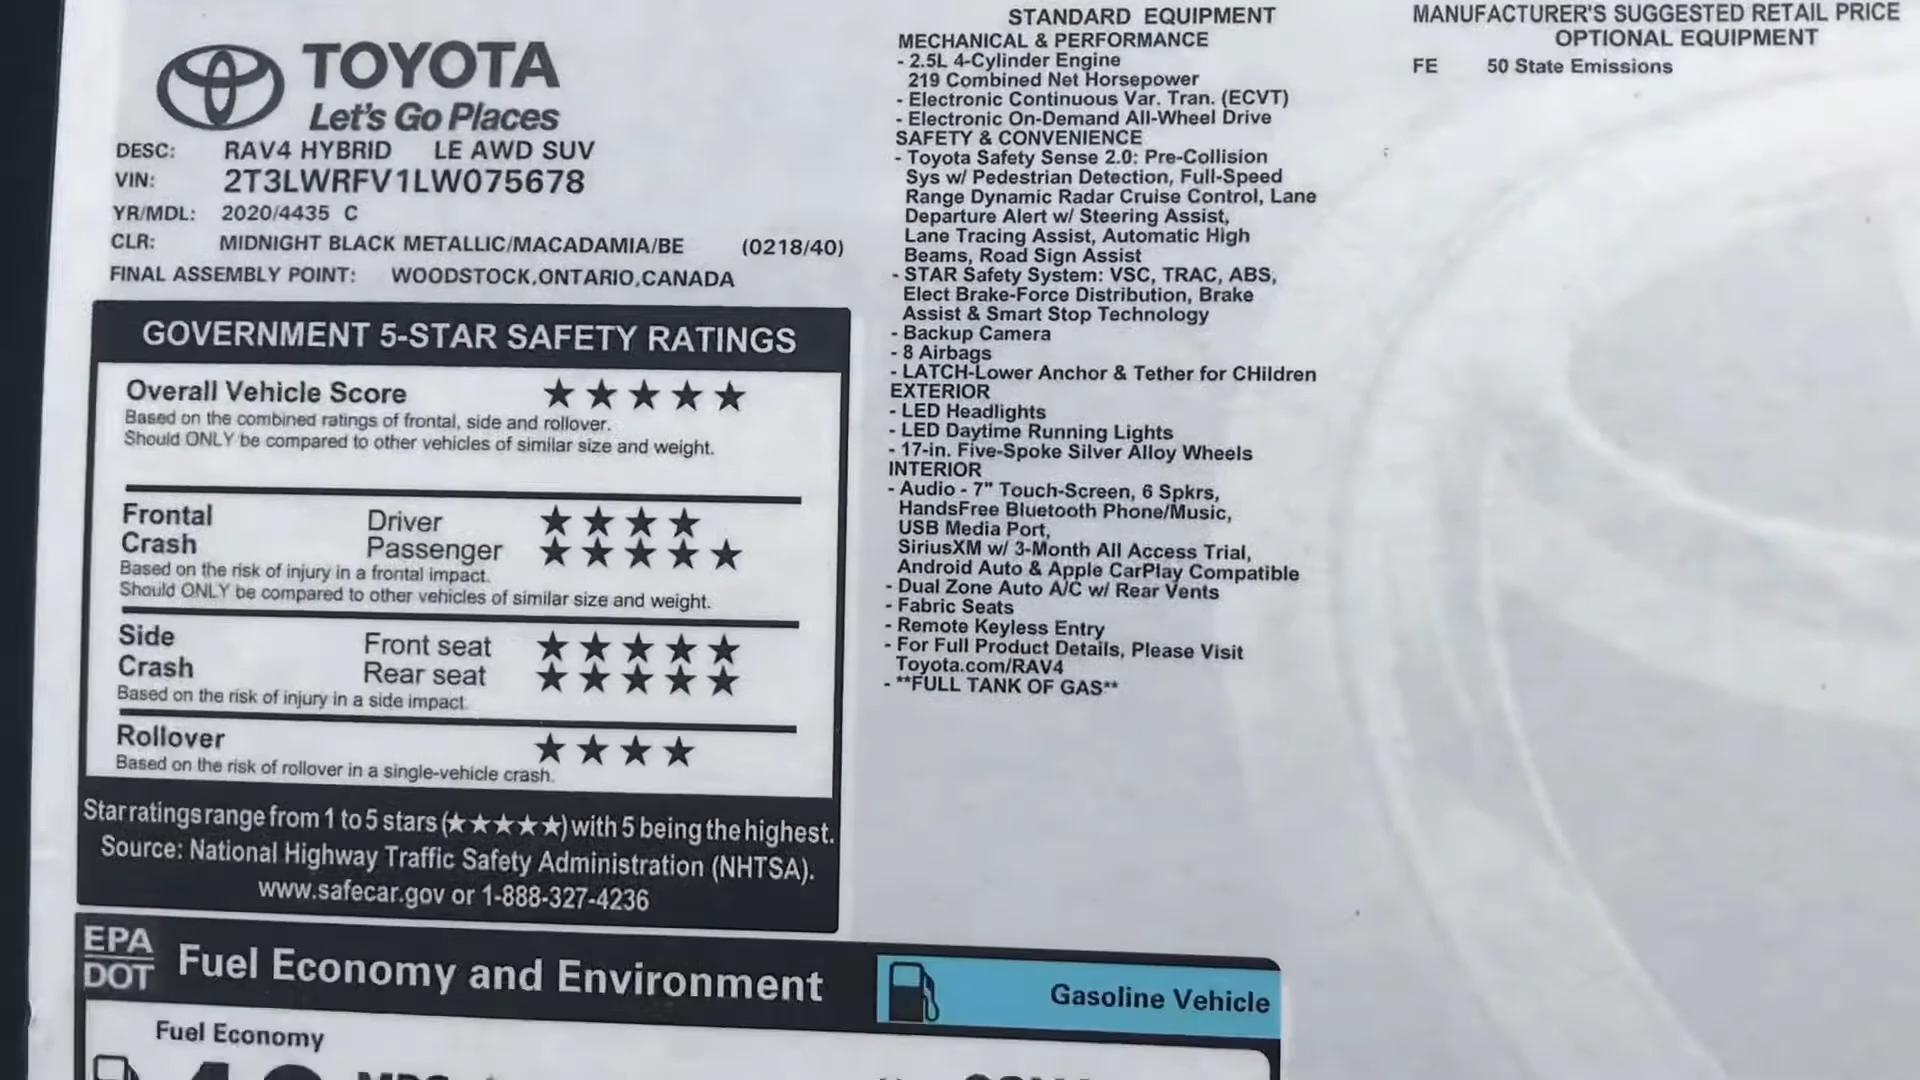 TOYOTA
Let's Go Places
DESC: RAV4 HYBRID LE AWD SUV
VIN: 2T3LWRFV1LW075678
YR/MDL: 2020/4435 C
CLR: MIDNIGHT BLACK METALLIC/MACADAMIA/BE (0218/40)
FINAL ASSEMBLY POINT: WOODSTOCK,ONTARIO,CANADA
GOVERNMENT 5-STAR SAFETY RATINGS
Overall Vehicle Score ★★★★★
Based on the combined ratings of frontal, side and rollover.
Should ONLY be compared to other vehicles of similar size and weight.
Frontal Driver ★★★★
Crash Passenger ★★★★★
Based on the risk of injury in a frontal impact.
Should ONLY be compared to other vehicles of similar size and weight.
Side Front seat ★★★★★
Crash Rear seat ★★★★★
Based on the risk of injury in a side impact
Rollover ★★★★
Based on the risk of rollover in a single-vehicle crash.
Star ratings range from 1 to 5 stars (★★★★★) with 5 being the highest.
Source: National Highway Traffic Safety Administration (NHTSA).
www.safecar.gov or 1-888-327-4236
EPA
DOT
Fuel Economy and Environment
Gasoline Vehicle
Fuel Economy
STANDARD EQUIPMENT
MECHANICAL & PERFORMANCE
- 2.5L 4-Cylinder Engine
219 Combined Net Horsepower
- Electronic Continuous Var. Tran. (ECVT)
- Electronic On-Demand All-Wheel Drive
SAFETY & CONVENIENCE
- Toyota Safety Sense 2.0: Pre-Collision
Sys w/ Pedestrian Detection, Full-Speed
Range Dynamic Radar Cruise Control, Lane
Departure Alert w/ Steering Assist,
Lane Tracing Assist, Automatic High
Beams, Road Sign Assist
- STAR Safety System: VSC, TRAC, ABS,
Elect Brake-Force Distribution, Brake
Assist & Smart Stop Technology
- Backup Camera
- 8 Airbags
- LATCH-Lower Anchor & Tether for CHildren
EXTERIOR
- LED Headlights
- LED Daytime Running Lights
- 17-in. Five-Spoke Silver Alloy Wheels
INTERIOR
- Audio - 7" Touch-Screen, 6 Spkrs,
HandsFree Bluetooth Phone/Music,
USB Media Port,
SiriusXM w/ 3-Month All Access Trial,
Android Auto & Apple CarPlay Compatible
- Dual Zone Auto A/C w/ Rear Vents
- Fabric Seats
- Remote Keyless Entry
- For Full Product Details, Please Visit
Toyota.com/RAV4
- **FULL TANK OF GAS**
MANUFACTURER'S SUGGESTED RETAIL PRICE
OPTIONAL EQUIPMENT
FE 50 State Emissions